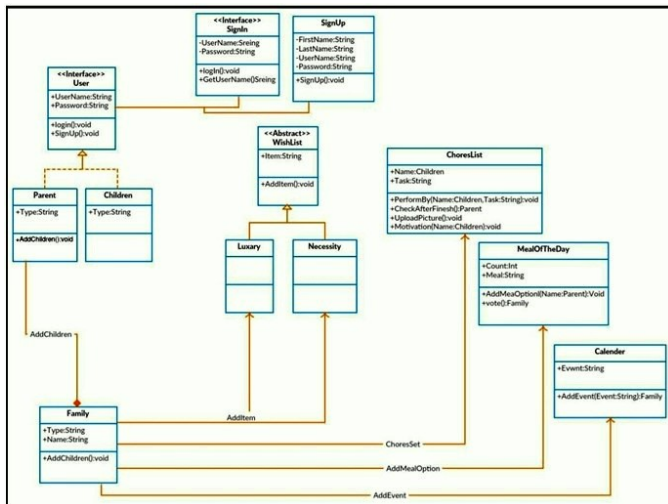 <<Interface>>
SignIn
-UserName:Sreing
-Password:String
+logIn():void
+GetUserName()Sreing
SignUp
-FirstName:String
-LastName:String
-UserName:String
-Password:String
+SignUp():void
<<Interface>>
User
+UserName:String
+Password:String
+login():void
+SignUp():void
<<Abstract>>
WishList
+Item:String
+AddItem():void
ChoresList
+Name:Children
+Task:String
+PerformBy(Name:Children,Task:String):void
+CheckAfterFinesh():Parent
+UploadPicture():void
+Motivation(Name:Children):void
Parent
+Type:String
+AddChildren():void
Children
+Type:String
Luxary
Necessity
MealOfTheDay
+Count:Int
+Meal:String
+AddMeaOptionl(Name:Parent):Void
+vote():Family
AddChildren
Calender
+Evwnt:String
+AddEvent(Event:String):Family
Family
+Type:String
+Name:String
+AddChildren():void
AddItem
ChoresSet
AddMealOption
AddEvent